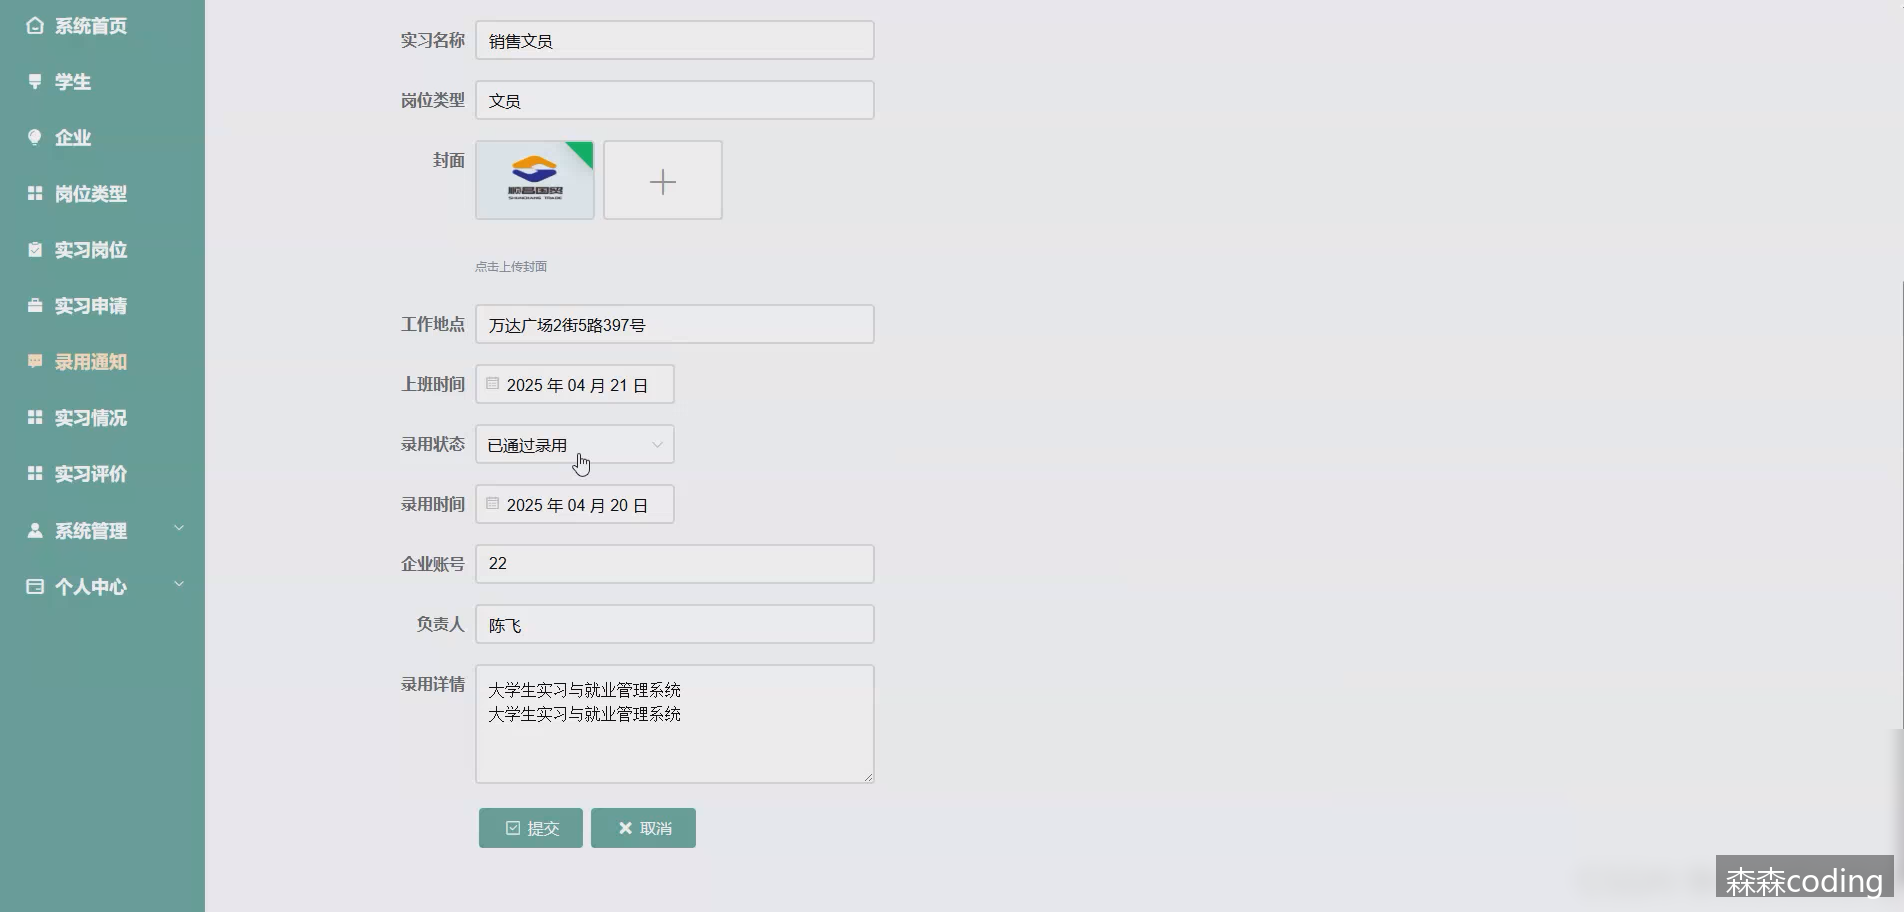 系统首页
学生
企业
岗位类型
实习岗位
实习申请
录用通知
实习情况
实习评价
系统管理
个人中心
实习名称 销售文员
岗位类型 文员
封面
顺昌国贸
点击上传封面
工作地点 万达广场2街5路397号
上班时间 2025 年 04 月 21 日
录用状态 已通过录用
录用时间 2025 年 04 月 20 日
企业账号 22
负责人 陈飞
录用详情 大学生实习与就业管理系统
大学生实习与就业管理系统
提交 取消
森森coding